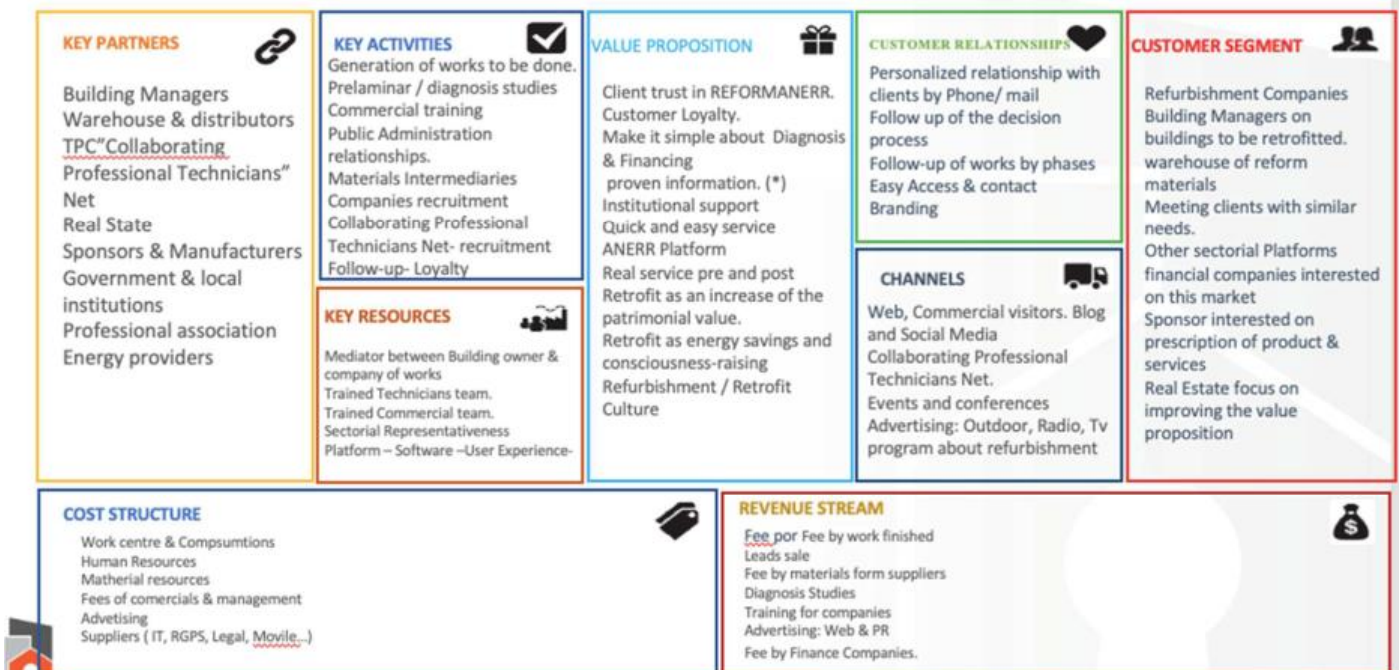 KEY PARTNERS
Building Managers
Warehouse & distributors
TPC"Collaborating
Professional Technicians"
Net
Real State
Sponsors & Manufacturers
Government & local
institutions
Professional association
Energy providers
KEY ACTIVITIES
Generation of works to be done.
Prelaminar / diagnosis studies
Commercial training
Public Administration
relationships.
Materials Intermediaries
Companies recruitment
Collaborating Professional
Technicians Net- recruitment
Follow-up- Loyalty
KEY RESOURCES
Mediator between Building owner &
company of works
Trained Technicians team.
Trained Commercial team.
Sectorial Representativeness
Platform – Software –User Experience-
VALUE PROPOSITION
Client trust in REFORMANERR.
Customer Loyalty.
Make it simple about Diagnosis
& Financing
proven information. (*)
Institutional support
Quick and easy service
ANERR Platform
Real service pre and post
Retrofit as an increase of the
patrimonial value.
Retrofit as energy savings and
consciousness-raising
Refurbishment / Retrofit
Culture
CUSTOMER RELATIONSHIPS
Personalized relationship with
clients by Phone/ mail
Follow up of the decision
process
Follow-up of works by phases
Easy Access & contact
Branding
CHANNELS
Web, Commercial visitors. Blog
and Social Media
Collaborating Professional
Technicians Net.
Events and conferences
Advertising: Outdoor, Radio, Tv
program about refurbishment
CUSTOMER SEGMENT
Refurbishment Companies
Building Managers on
buildings to be retrofitted.
warehouse of reform
materials
Meeting clients with similar
needs.
Other sectorial Platforms
financial companies interested
on this market
Sponsor interested on
prescription of product &
services
Real Estate focus on
improving the value
proposition
COST STRUCTURE
Work centre & Compsumtions
Human Resources
Matherial resources
Fees of comercials & management
Advetising
Suppliers ( IT, RGPS, Legal, Movile...)
REVENUE STREAM
Fee por Fee by work finished
Leads sale
Fee by materials form suppliers
Diagnosis Studies
Training for companies
Advertising: Web & PR
Fee by Finance Companies.
$